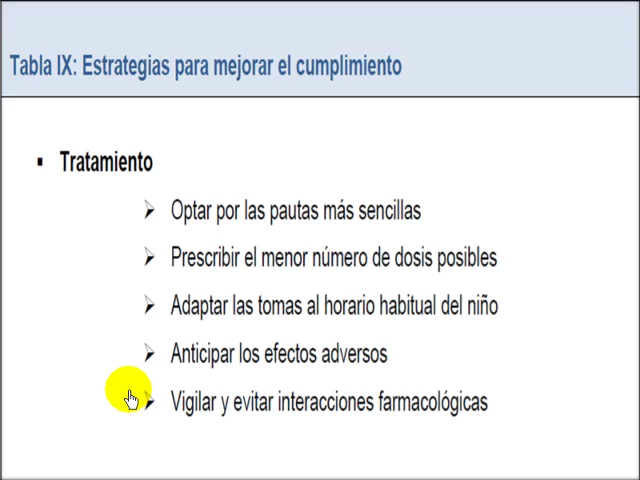 Tabla IX: Estrategias para mejorar el cumplimiento
Tratamiento
Optar por las pautas más sencillas
Prescribir el menor número de dosis posibles
Adaptar las tomas al horario habitual del niño
Anticipar los efectos adversos
Vigilar y evitar interacciones farmacológicas